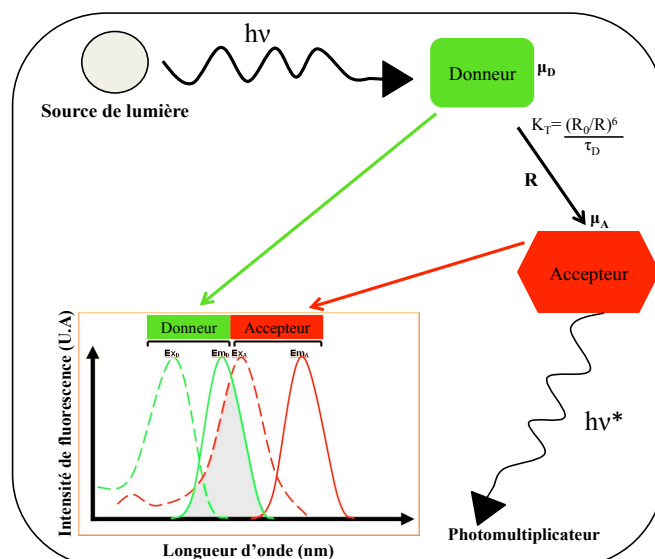 hν
Source de lumière
Donneur
μD
KT= (R0/R)⁶
τD
R
μA
Accepteur
hν*
Photomultiplicateur
Donneur Accepteur
ExD EmD ExA EmA
Intensité de fluorescence (U.A)
Longueur d’onde (nm)